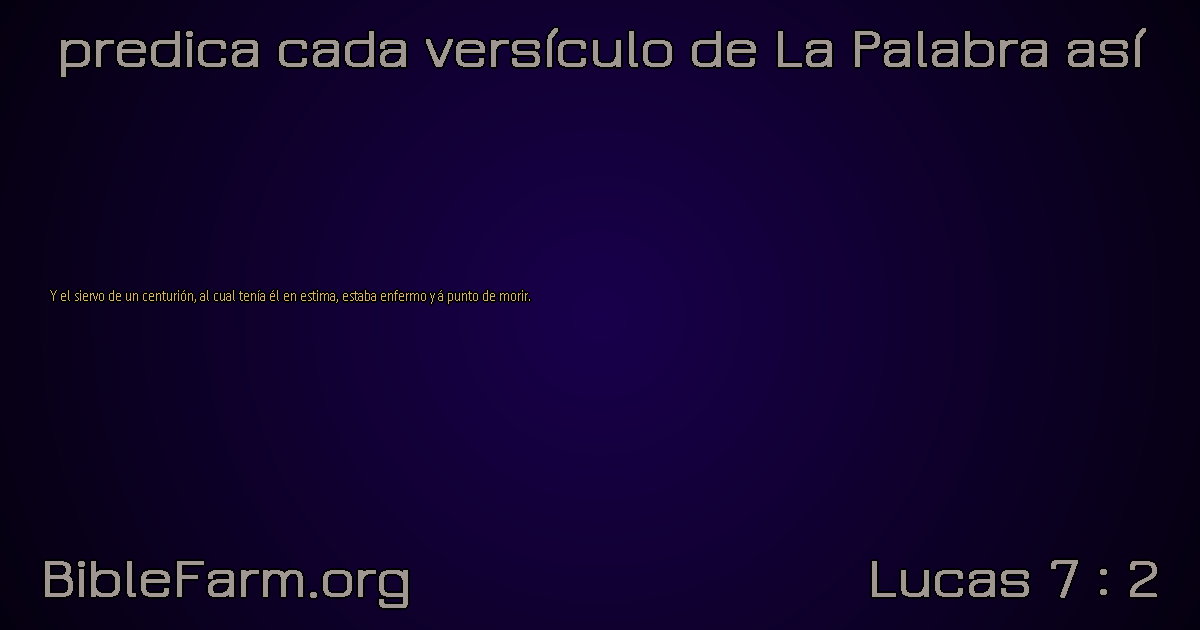 predica cada versículo de La Palabra así
Y el siervo de un centurión, al cual tenía él en estima, estaba enfermo y á punto de morir.
BibleFarm.org
Lucas 7 : 2